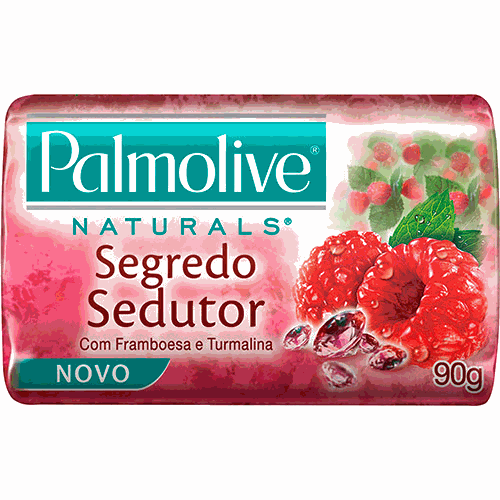 Palmolive®
NATURALS®
Segredo
Sedutor
Com Framboesa e Turmalina
NOVO
90g